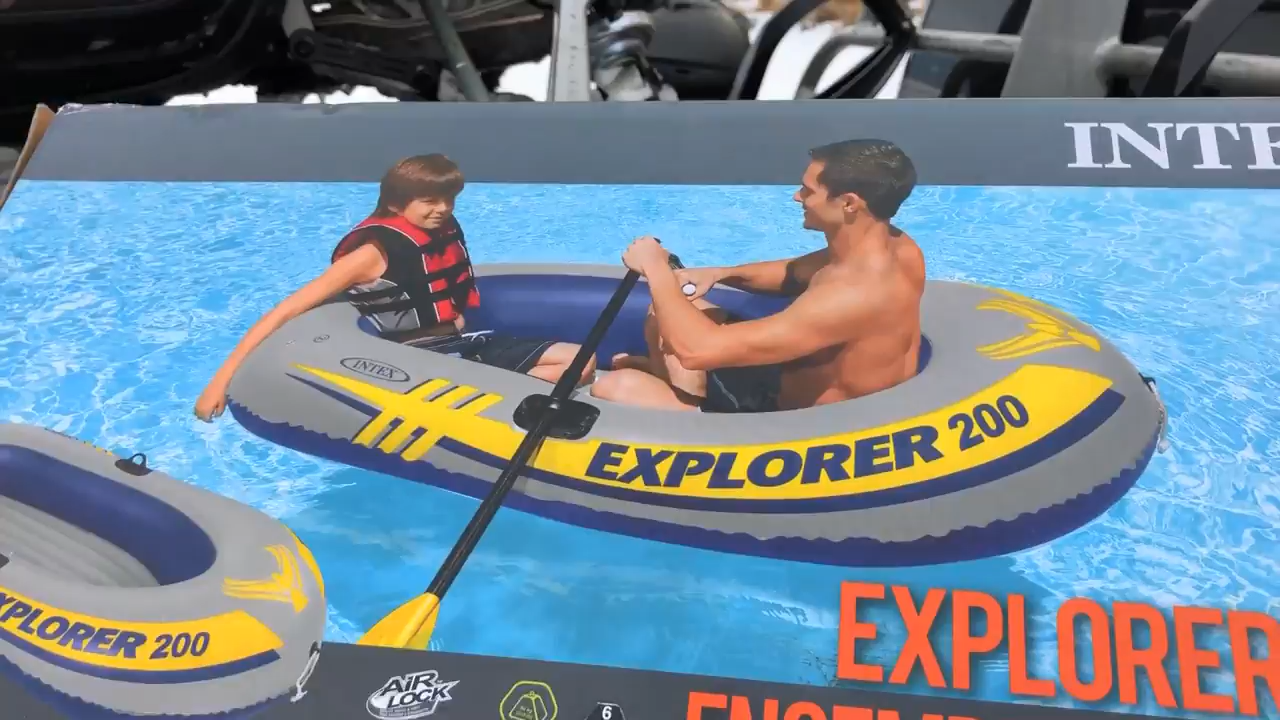 INTE
INTEX
EXPLORER 200
XPLORER 200
EXPLORER
AIR LOCK
6